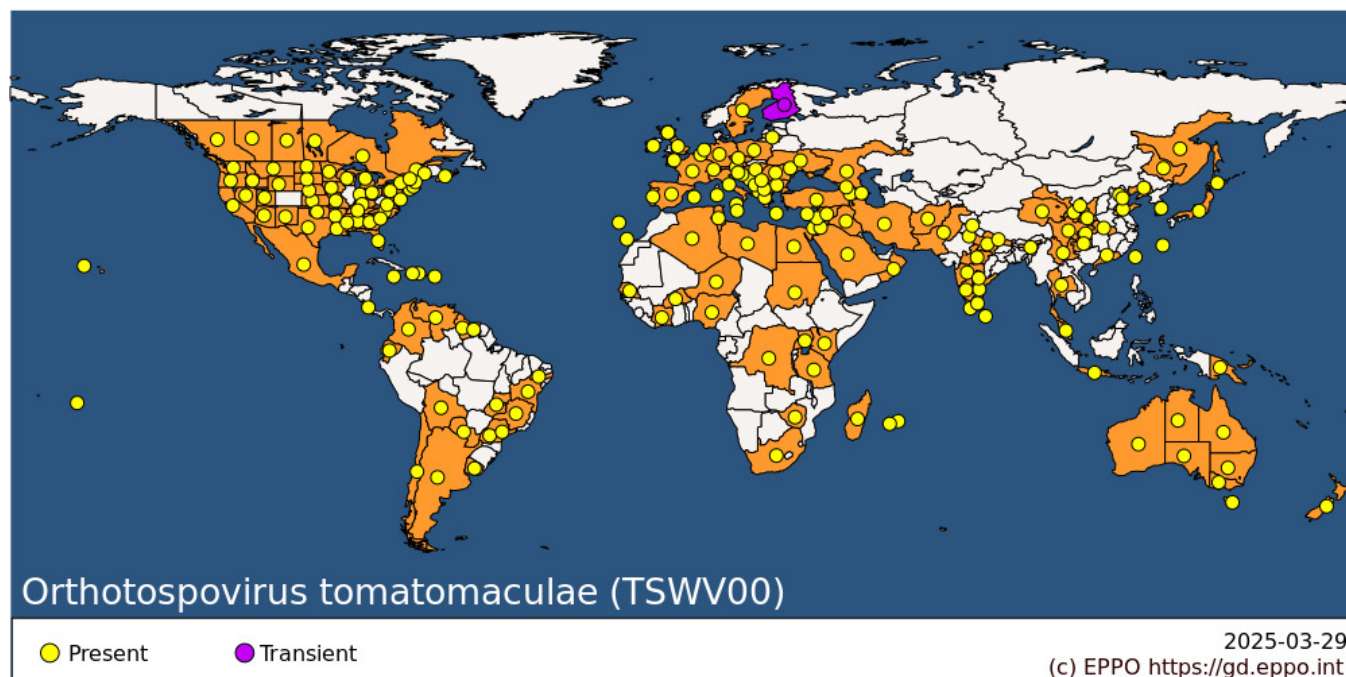 Orthotospovirus tomatomaculae (TSWV00)
Present
Transient
2025-03-29
(c) EPPO https://gd.eppo.int